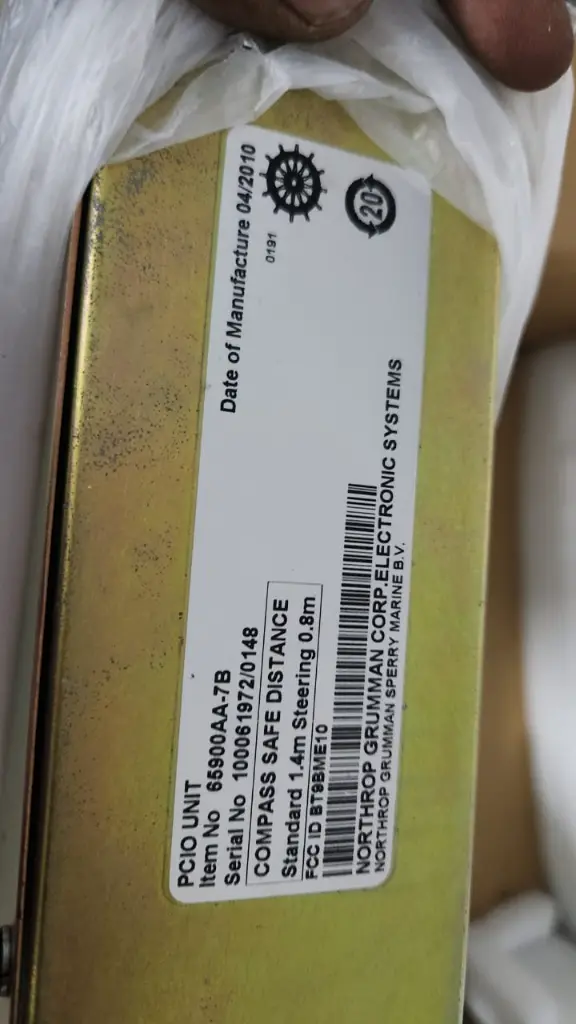 PCIO UNIT
Item No 65900AA-7B
Serial No 100061972/0148
COMPASS SAFE DISTANCE
Standard 1.4m Steering 0.8m
FCC ID BT9BME10
NORTHROP GRUMMAN CORP.ELECTRONIC SYSTEMS
NORTHROP GRUMMAN SPERRY MARINE B.V.
Date of Manufacture 04/2010
0191
20